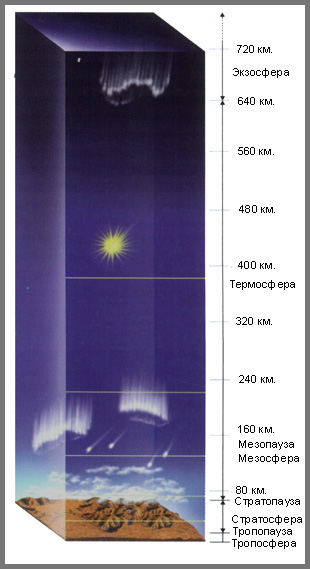 720 км.
Экзосфера
640 км.
560 км.
480 км.
400 км.
Термосфера
320 км.
240 км.
160 км.
Мезопауза
Мезосфера
80 км.
Стратопауза
Стратосфера
Тропопауза
Тропосфера